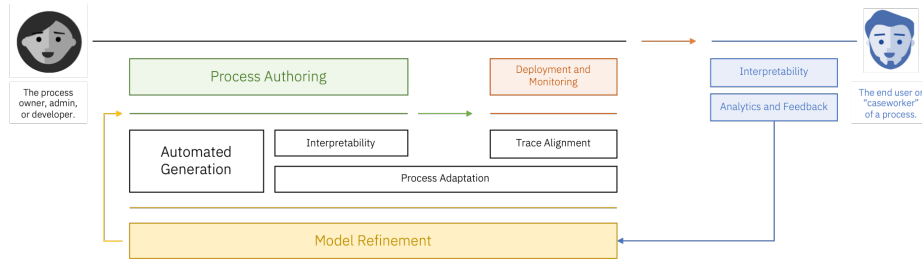 The process
owner, admin,
or developer.
Process Authoring
Deployment and
Monitoring
Interpretability
Analytics and Feedback
The end user or
"caseworker"
of a process.
Automated
Generation
Interpretability
Trace Alignment
Process Adaptation
Model Refinement